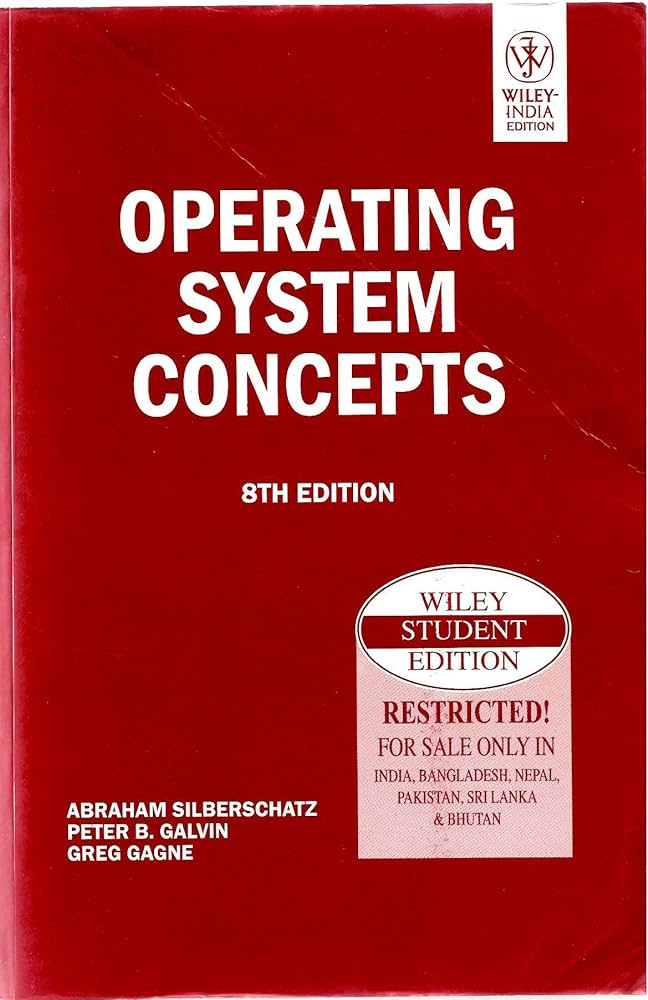 WILEY-
INDIA
EDITION
OPERATING
SYSTEM
CONCEPTS
8TH EDITION
WILEY
STUDENT
EDITION
RESTRICTED!
FOR SALE ONLY IN
INDIA, BANGLADESH, NEPAL,
PAKISTAN, SRI LANKA
& BHUTAN
ABRAHAM SILBERSCHATZ
PETER B. GALVIN
GREG GAGNE